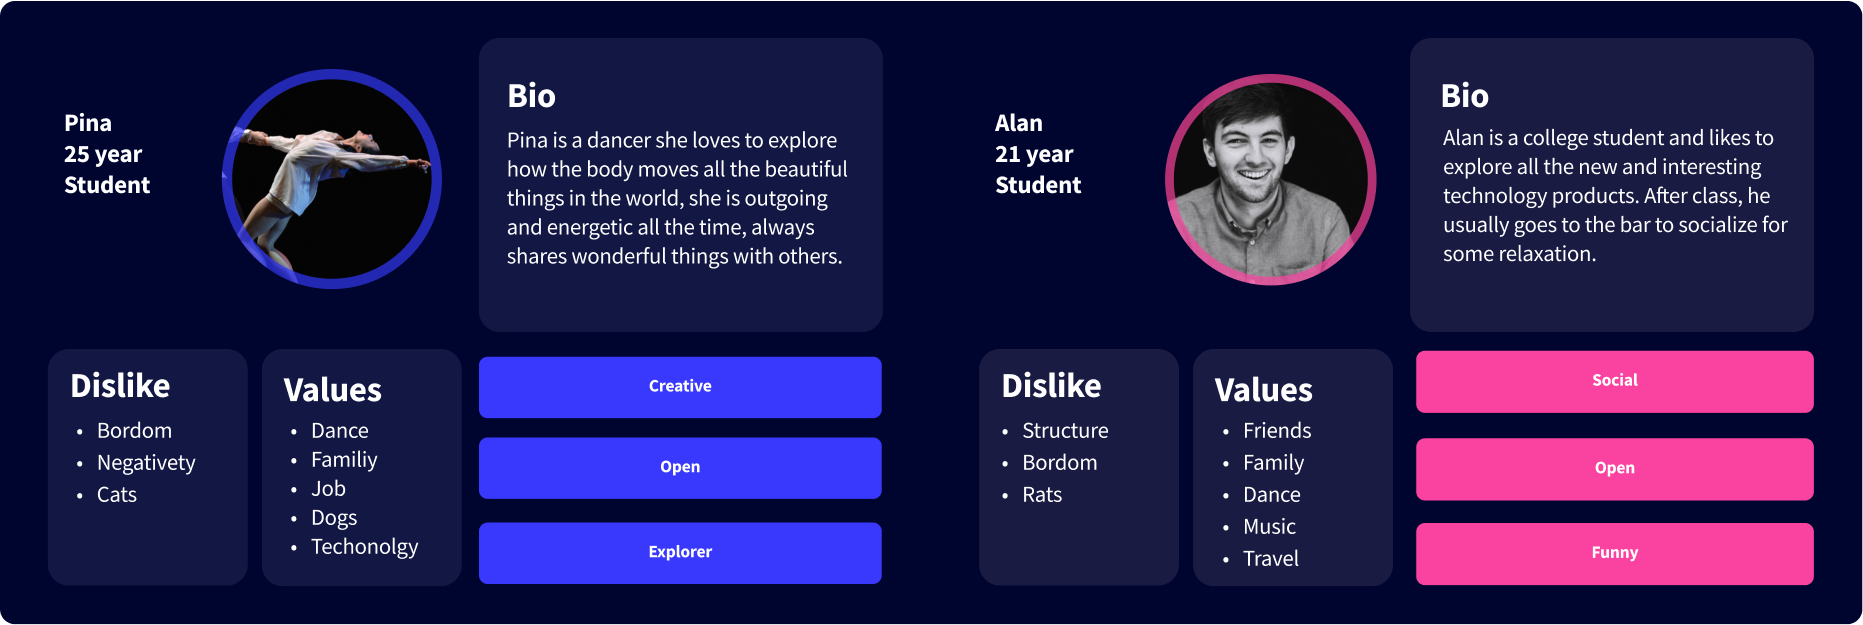 Pina
25 year
Student
Bio
Pina is a dancer she loves to explore
how the body moves all the beautiful
things in the world, she is outgoing
and energetic all the time, always
shares wonderful things with others.
Dislike
• Bordom
• Negativety
• Cats
Values
• Dance
• Familiy
• Job
• Dogs
• Techonolgy
Creative
Open
Explorer
Alan
21 year
Student
Bio
Alan is a college student and likes to
explore all the new and interesting
technology products. After class, he
usually goes to the bar to socialize for
some relaxation.
Dislike
• Structure
• Bordom
• Rats
Values
• Friends
• Family
• Dance
• Music
• Travel
Social
Open
Funny